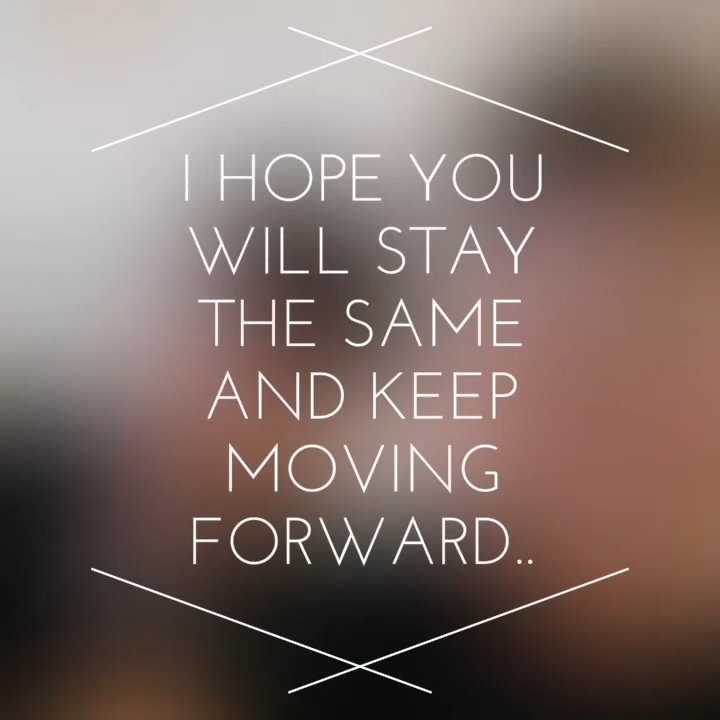 I HOPE YOU
WILL STAY
THE SAME
AND KEEP
MOVING
FORWARD..